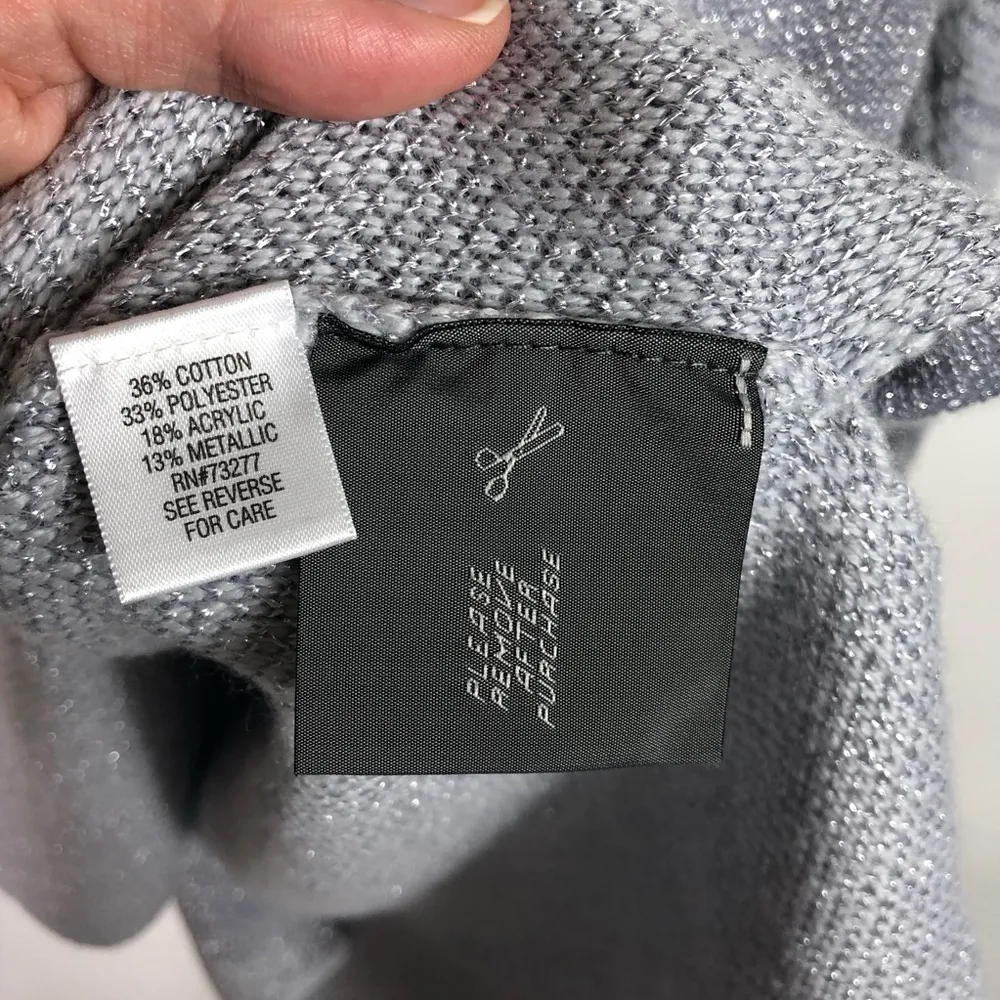 36% COTTON
33% POLYESTER
18% ACRYLIC
13% METALLIC
RN#73277
SEE REVERSE
FOR CARE
PLEASE
REMOVE
AFTER
PURCHASE